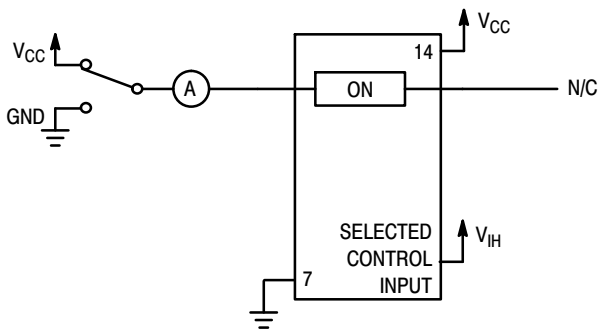 VCC
GND
A
ON
14
VCC
N/C
SELECTED
CONTROL
INPUT
VIH
7